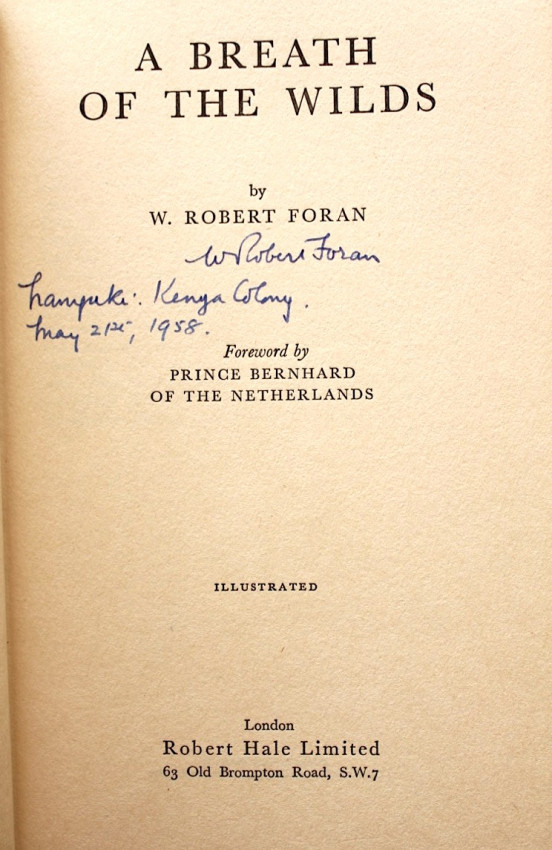 A BREATH
OF THE WILDS
by
W. ROBERT FORAN
W Robert Foran
Nanyuki: Kenya Colony.
May 21st, 1958.
Foreword by
PRINCE BERNHARD
OF THE NETHERLANDS
ILLUSTRATED
London
Robert Hale Limited
63 Old Brompton Road, S.W.7